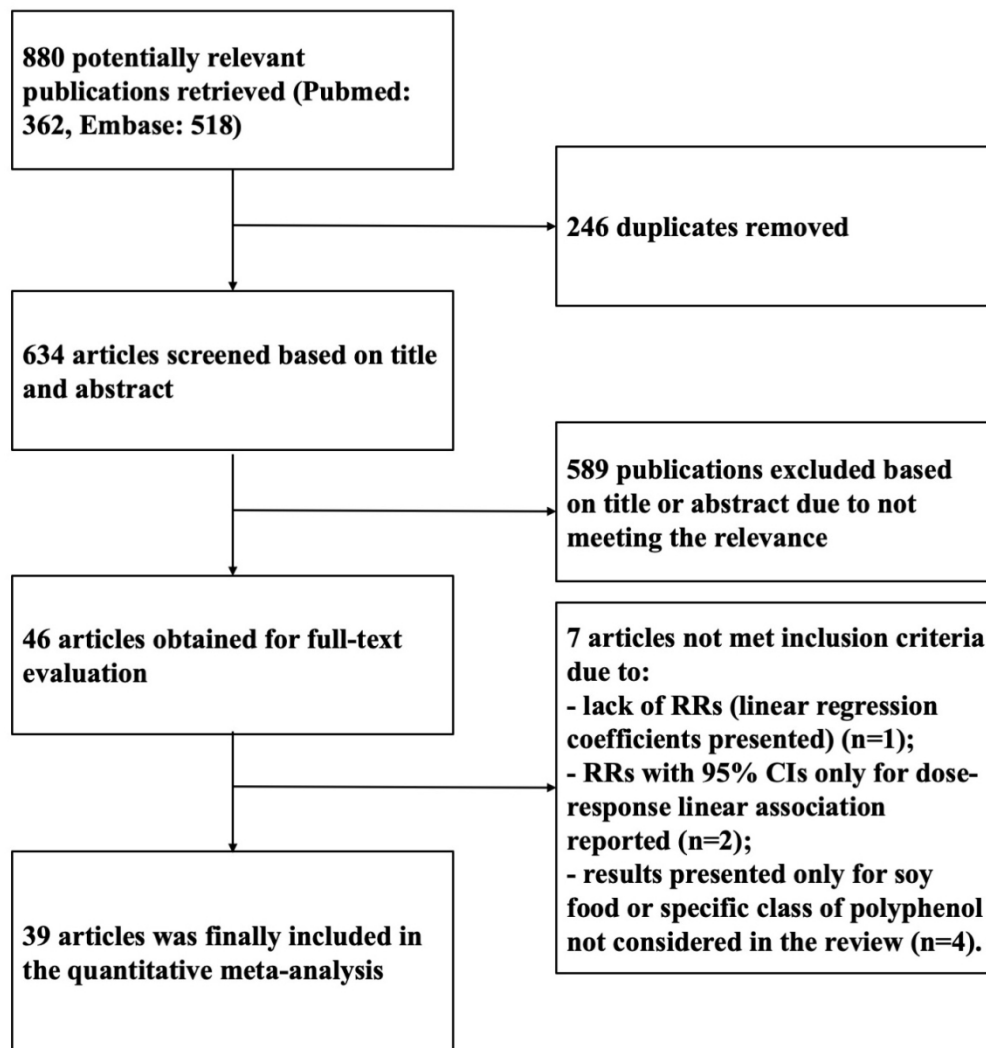 880 potentially relevant
publications retrieved (Pubmed:
362, Embase: 518)
246 duplicates removed
634 articles screened based on title
and abstract
589 publications excluded based
on title or abstract due to not
meeting the relevance
46 articles obtained for full-text
evaluation
7 articles not met inclusion criteria
due to:
- lack of RRs (linear regression
coefficients presented) (n=1);
- RRs with 95% CIs only for dose-
response linear association
reported (n=2);
- results presented only for soy
food or specific class of polyphenol
not considered in the review (n=4).
39 articles was finally included in
the quantitative meta-analysis